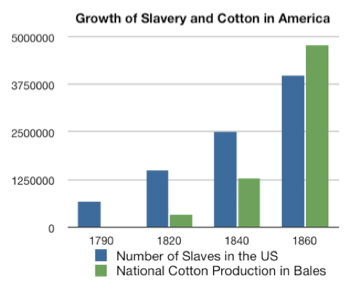 Growth of Slavery and Cotton in America
5000000
3750000
2500000
1250000
0
1790 1820 1840 1860
Number of Slaves in the US
National Cotton Production in Bales